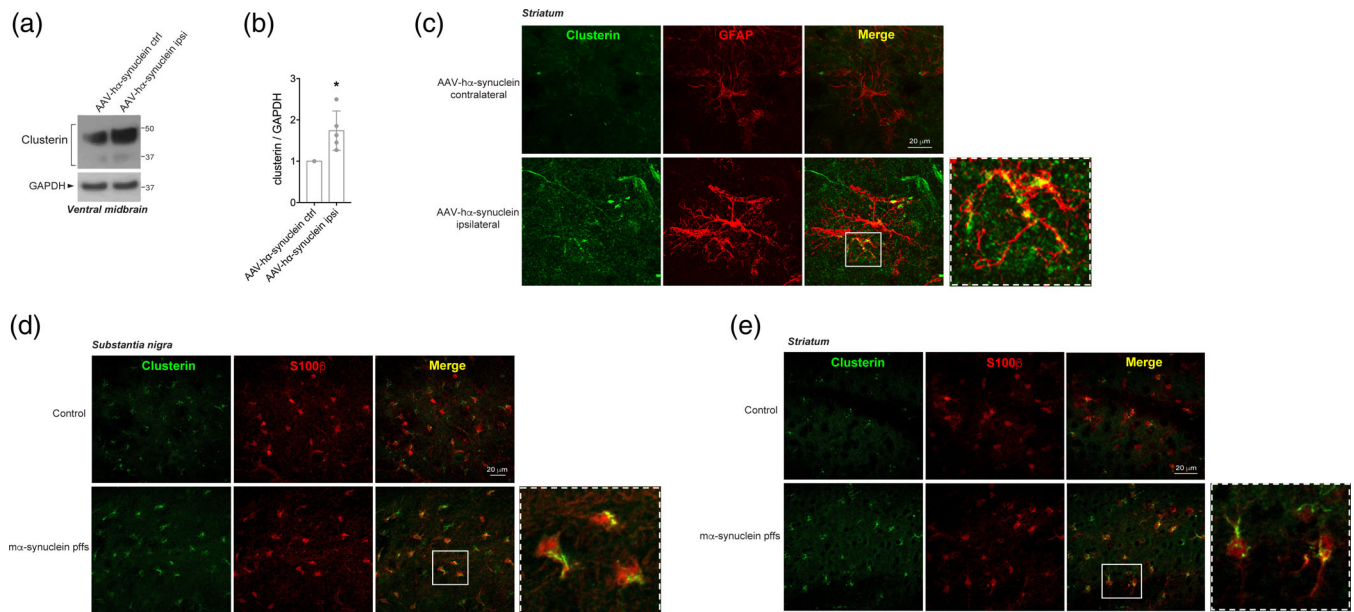 (a)
AAV-hα-synuclein ctrl
AAV-hα-synuclein ipsi
Clusterin
50
37
GAPDH
37
Ventral midbrain
(b)
clusterin / GAPDH
3
2
1
0
*
AAV-hα-synuclein ctrl
AAV-hα-synuclein ipsi
(c)
Striatum
Clusterin
GFAP
Merge
AAV-hα-synuclein
contralateral
20 μm
AAV-hα-synuclein
ipsilateral
(d)
Substantia nigra
Clusterin
S100β
Merge
Control
20 μm
mα-synuclein pffs
(e)
Striatum
Clusterin
S100β
Merge
Control
20 μm
mα-synuclein pffs